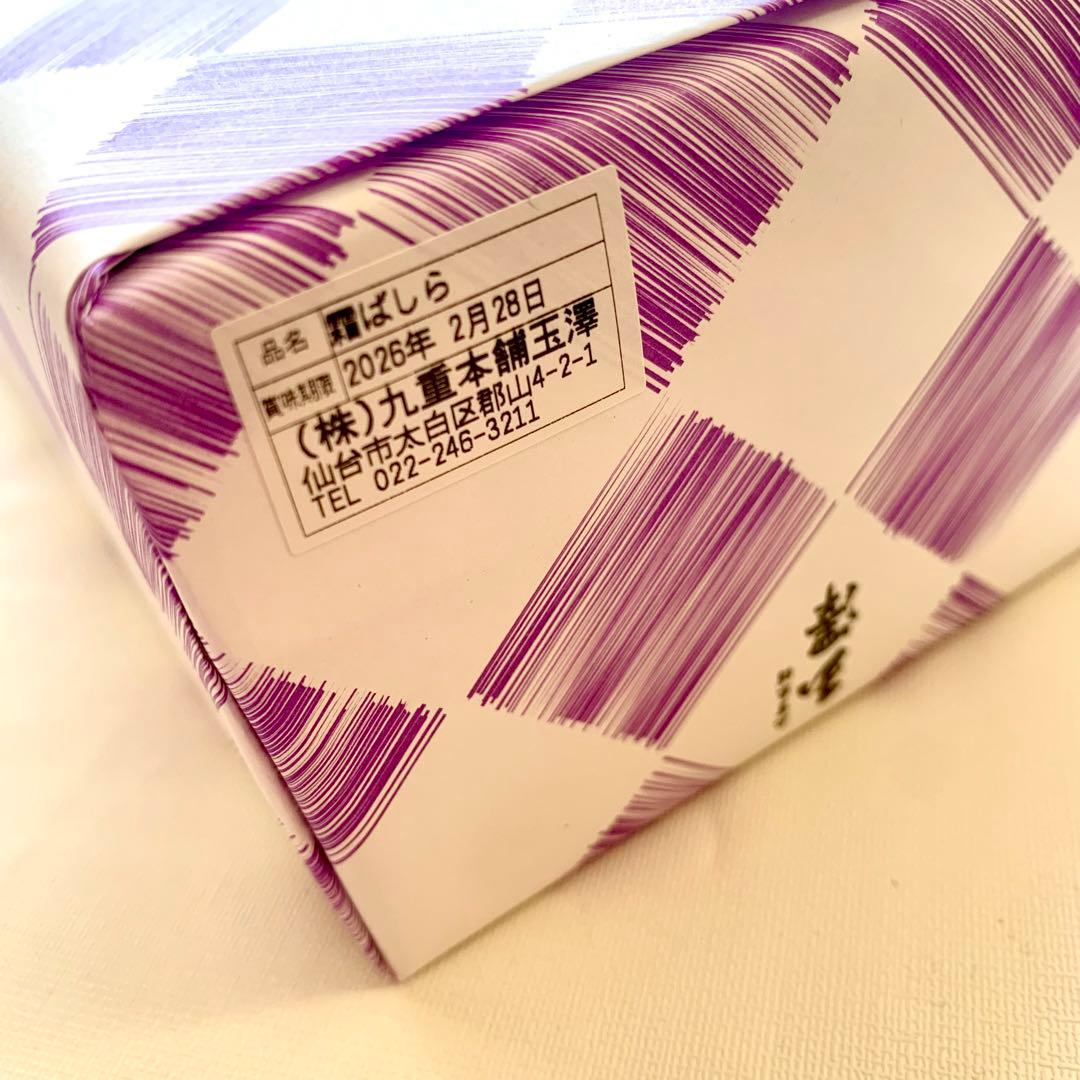 品名 霜ばしら
賞味期限 2026年 2月28日
(株)九重本舗玉澤
仙台市太白区郡山4-2-1
TEL 022-246-3211
玉澤